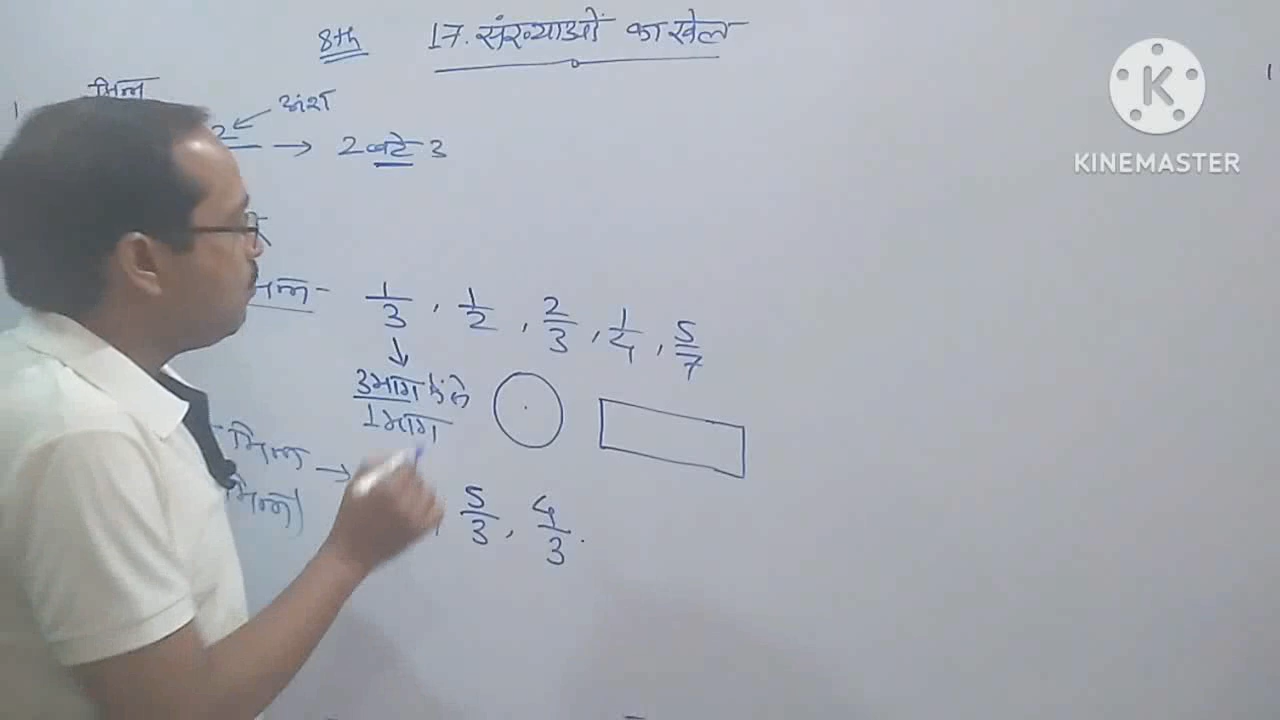 8th 17. संख्याओं का खेल
भिन्न
2 अंश
→ 2 बटे 3
1/3 , 1/2 , 2/3 , 1/4 , 5/7
3 भाग
1 भाग
भिन्न →
भिन्न)
5/3 , 4/3 .
K
KINEMASTER